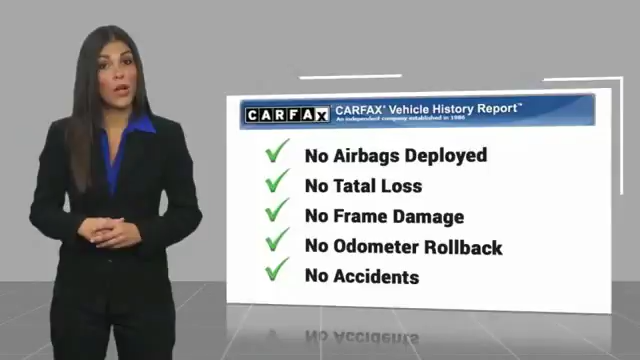 CARFAX CARFAX® Vehicle History Report™
An independent company established in 1986
No Airbags Deployed
No Tatal Loss
No Frame Damage
No Odometer Rollback
No Accidents